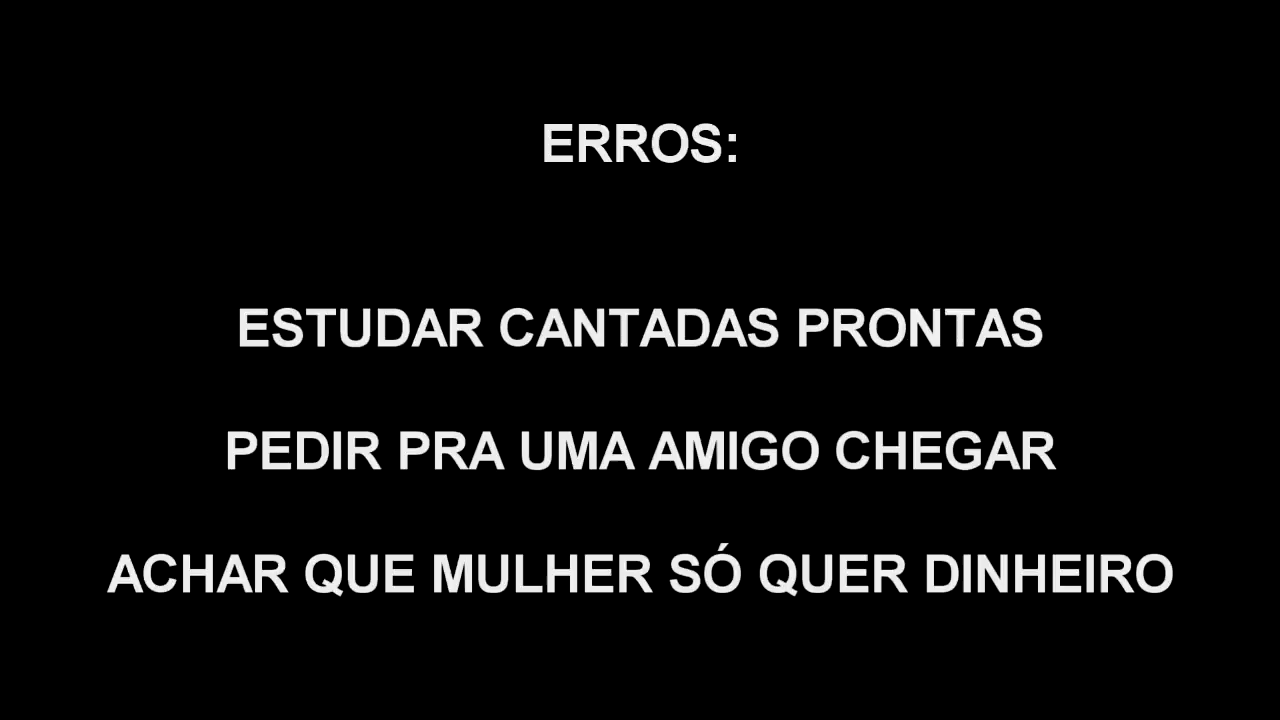 ERROS:
ESTUDAR CANTADAS PRONTAS
PEDIR PRA UMA AMIGO CHEGAR
ACHAR QUE MULHER SÓ QUER DINHEIRO